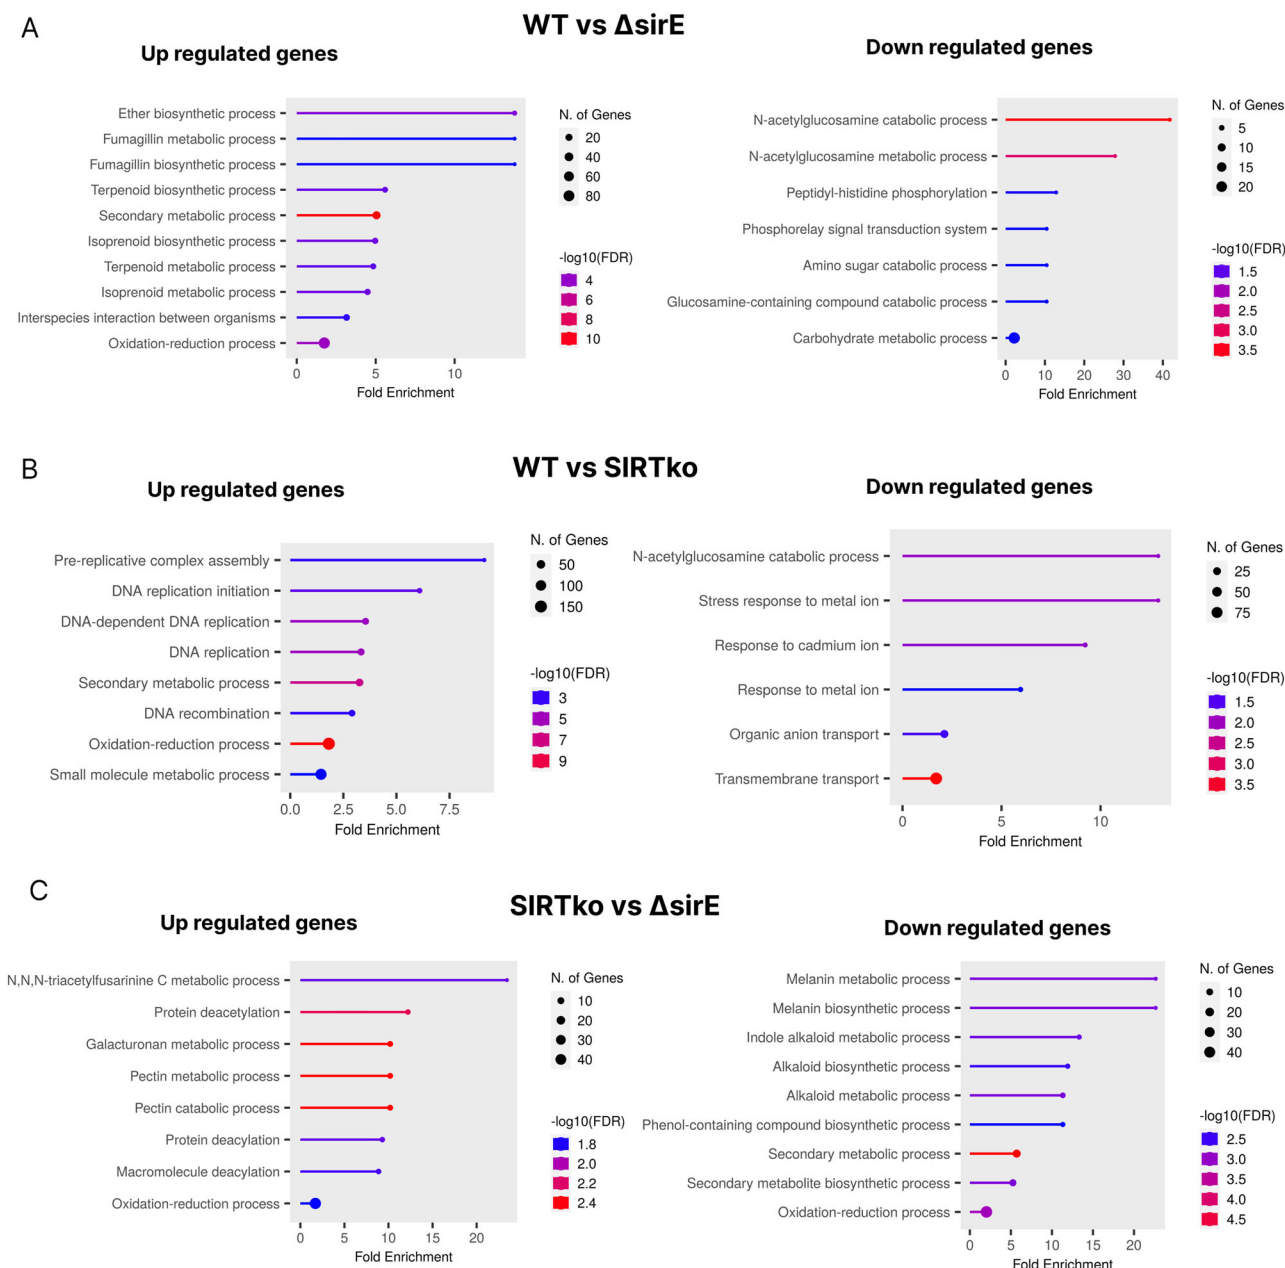 A
WT vs ΔsirE
Up regulated genes
Ether biosynthetic process
Fumagillin metabolic process
Fumagillin biosynthetic process
Terpenoid biosynthetic process
Secondary metabolic process
Isoprenoid biosynthetic process
Terpenoid metabolic process
Isoprenoid metabolic process
Interspecies interaction between organisms
Oxidation-reduction process
0 5 10
Fold Enrichment
N. of Genes
20
40
60
80
-log10(FDR)
4
6
8
10
Down regulated genes
N-acetylglucosamine catabolic process
N-acetylglucosamine metabolic process
Peptidyl-histidine phosphorylation
Phosphorelay signal transduction system
Amino sugar catabolic process
Glucosamine-containing compound catabolic process
Carbohydrate metabolic process
0 10 20 30 40
Fold Enrichment
N. of Genes
5
10
15
20
-log10(FDR)
1.5
2.0
2.5
3.0
3.5
B
WT vs SIRTko
Up regulated genes
Pre-replicative complex assembly
DNA replication initiation
DNA-dependent DNA replication
DNA replication
Secondary metabolic process
DNA recombination
Oxidation-reduction process
Small molecule metabolic process
0.0 2.5 5.0 7.5
Fold Enrichment
N. of Genes
50
100
150
-log10(FDR)
3
5
7
9
Down regulated genes
N-acetylglucosamine catabolic process
Stress response to metal ion
Response to cadmium ion
Response to metal ion
Organic anion transport
Transmembrane transport
0 5 10
Fold Enrichment
N. of Genes
25
50
75
-log10(FDR)
1.5
2.0
2.5
3.0
3.5
C
SIRTko vs ΔsirE
Up regulated genes
N,N,N-triacetylfusarinine C metabolic process
Protein deacetylation
Galacturonan metabolic process
Pectin metabolic process
Pectin catabolic process
Protein deacylation
Macromolecule deacylation
Oxidation-reduction process
0 5 10 15 20
Fold Enrichment
N. of Genes
10
20
30
40
-log10(FDR)
1.8
2.0
2.2
2.4
Down regulated genes
Melanin metabolic process
Melanin biosynthetic process
Indole alkaloid metabolic process
Alkaloid biosynthetic process
Alkaloid metabolic process
Phenol-containing compound biosynthetic process
Secondary metabolic process
Secondary metabolite biosynthetic process
Oxidation-reduction process
0 5 10 15 20
Fold Enrichment
N. of Genes
10
20
30
40
-log10(FDR)
2.5
3.0
3.5
4.0
4.5